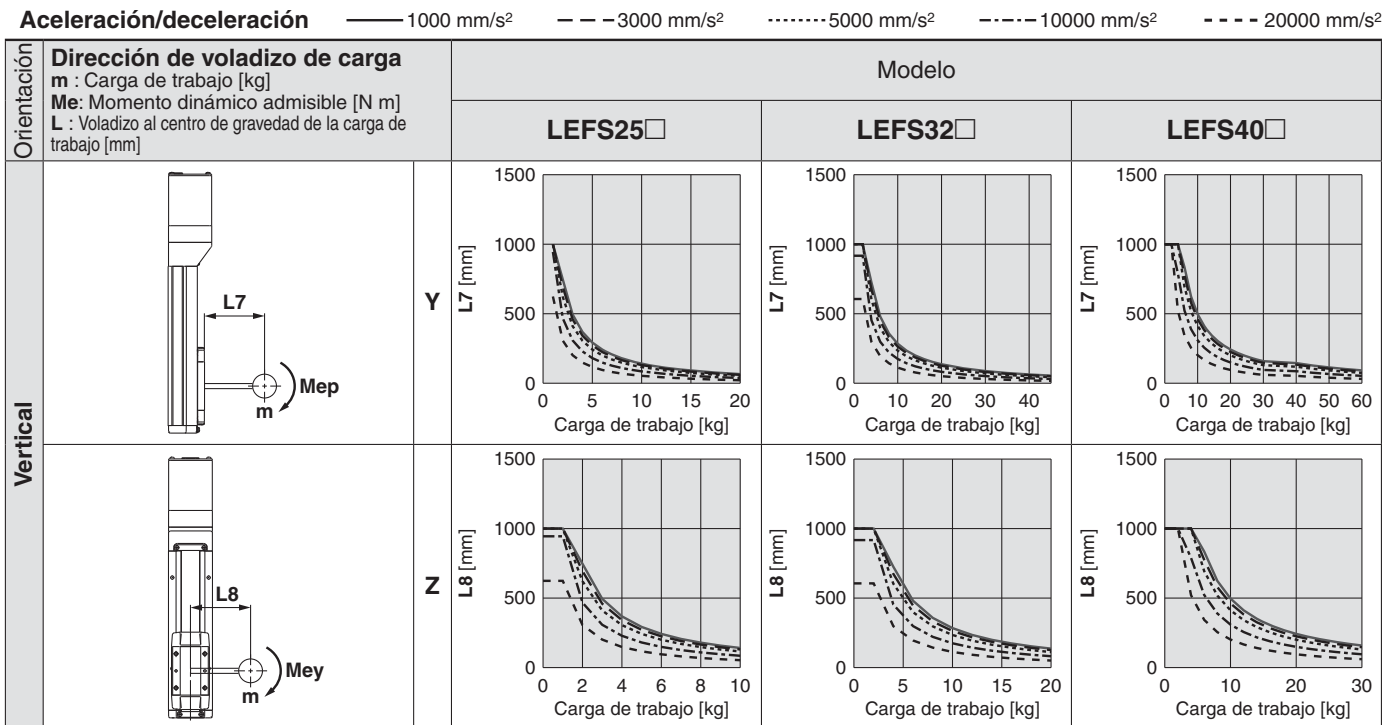 Aceleración/deceleración 1000 mm/s² 3000 mm/s² 5000 mm/s² 10000 mm/s² 20000 mm/s²
Orientación
Dirección de voladizo de carga
m : Carga de trabajo [kg]
Me: Momento dinámico admisible [N m]
L : Voladizo al centro de gravedad de la carga de
trabajo [mm]
Modelo
LEFS25□ LEFS32□ LEFS40□
Vertical
L7
Mep
m
Y
L7 [mm]
1500
1000
500
0
0 5 10 15 20
Carga de trabajo [kg]
L7 [mm]
1500
1000
500
0
0 10 20 30 40
Carga de trabajo [kg]
L7 [mm]
1500
1000
500
0
0 10 20 30 40 50 60
Carga de trabajo [kg]
L8
Mey
m
Z
L8 [mm]
1500
1000
500
0
0 2 4 6 8 10
Carga de trabajo [kg]
L8 [mm]
1500
1000
500
0
0 5 10 15 20
Carga de trabajo [kg]
L8 [mm]
1500
1000
500
0
0 10 20 30
Carga de trabajo [kg]